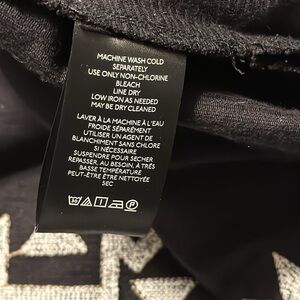 MACHINE WASH COLD
SEPARATELY
USE ONLY NON-CHLORINE
BLEACH
LINE DRY
LOW IRON AS NEEDED
MAY BE DRY CLEANED
LAVER À LA MACHINE À L'EAU
FROIDE SÉPARÉMENT
UTILISER UN AGENT DE
BLANCHIMENT SANS CHLORE
SI NÉCESSAIRE
SUSPENDRE POUR SÉCHER
REPASSER, AU BESOIN, À TRÈS
BASSE TEMPÉRATURE
PEUT-ÊTRE ÊTRE NETTOYÉE
SEC